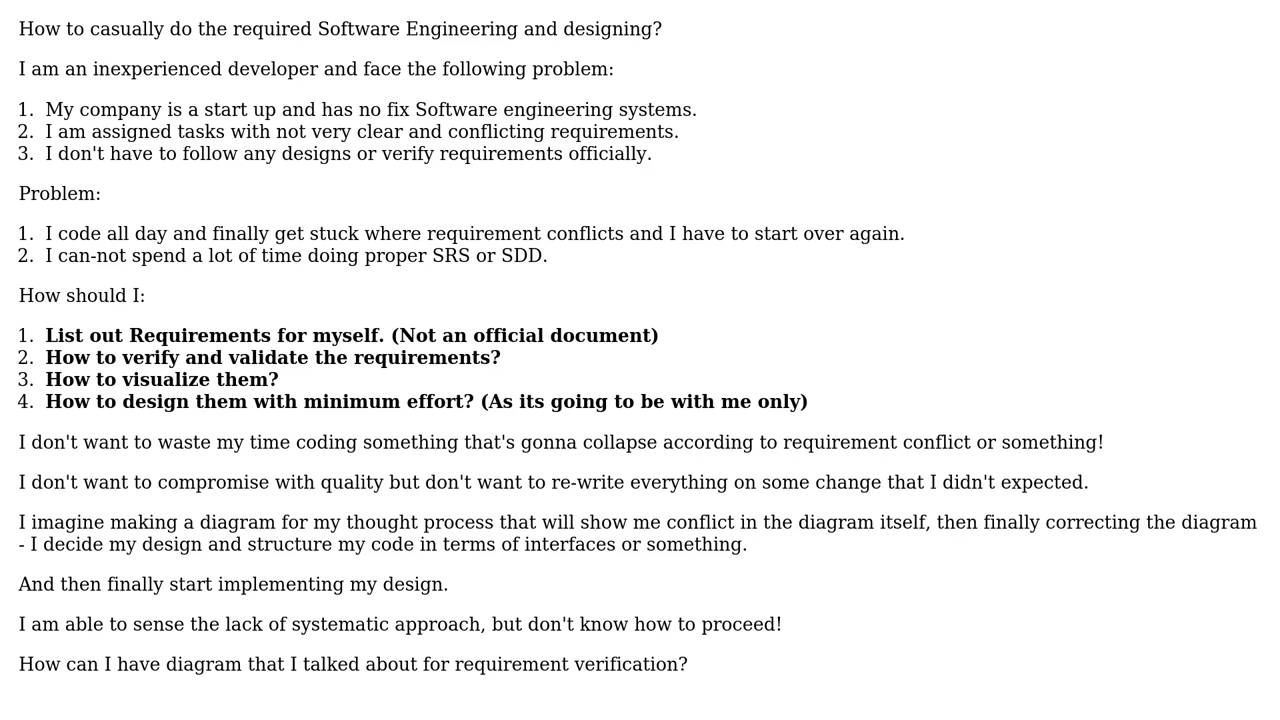 How to casually do the required Software Engineering and designing?
I am an inexperienced developer and face the following problem:
1. My company is a start up and has no fix Software engineering systems.
2. I am assigned tasks with not very clear and conflicting requirements.
3. I don't have to follow any designs or verify requirements officially.
Problem:
1. I code all day and finally get stuck where requirement conflicts and I have to start over again.
2. I can-not spend a lot of time doing proper SRS or SDD.
How should I:
1. List out Requirements for myself. (Not an official document)
2. How to verify and validate the requirements?
3. How to visualize them?
4. How to design them with minimum effort? (As its going to be with me only)
I don't want to waste my time coding something that's gonna collapse according to requirement conflict or something!
I don't want to compromise with quality but don't want to re-write everything on some change that I didn't expected.
I imagine making a diagram for my thought process that will show me conflict in the diagram itself, then finally correcting the diagram
- I decide my design and structure my code in terms of interfaces or something.
And then finally start implementing my design.
I am able to sense the lack of systematic approach, but don't know how to proceed!
How can I have diagram that I talked about for requirement verification?